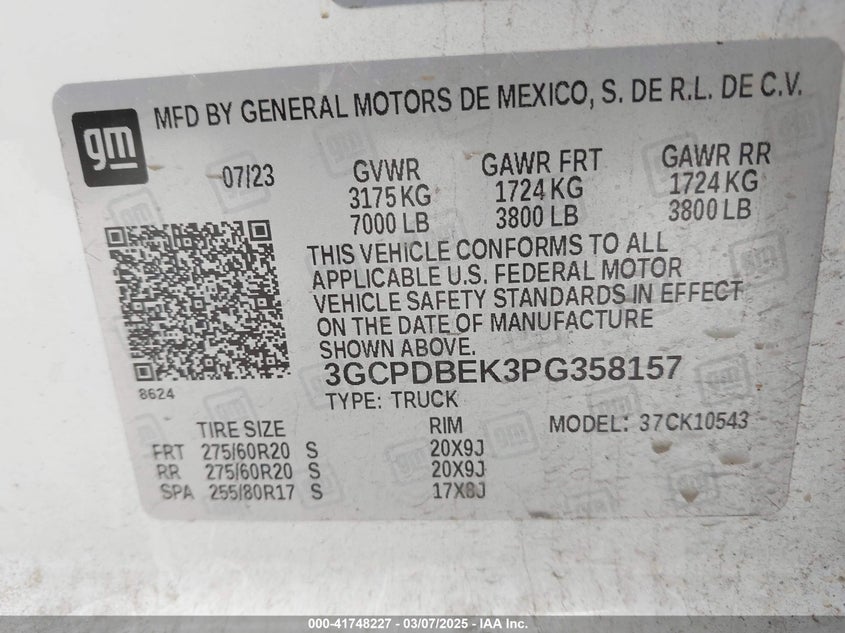 gm
MFD BY GENERAL MOTORS DE MEXICO, S. DE R.L. DE C.V.
07/23 GVWR GAWR FRT GAWR RR
3175 KG 1724 KG 1724 KG
7000 LB 3800 LB 3800 LB
THIS VEHICLE CONFORMS TO ALL
APPLICABLE U.S. FEDERAL MOTOR
VEHICLE SAFETY STANDARDS IN EFFECT
ON THE DATE OF MANUFACTURE
SHOWN ABOVE.
3GCPDBEK3PG358157
8624
TYPE: TRUCK
TIRE SIZE RIM MODEL: 37CK10543
FRT 275/60R20 S 20X9J
RR 275/60R20 S 20X9J
SPA 255/80R17 S 17X8J
000-41748227 - 03/07/2025 - IAA Inc.